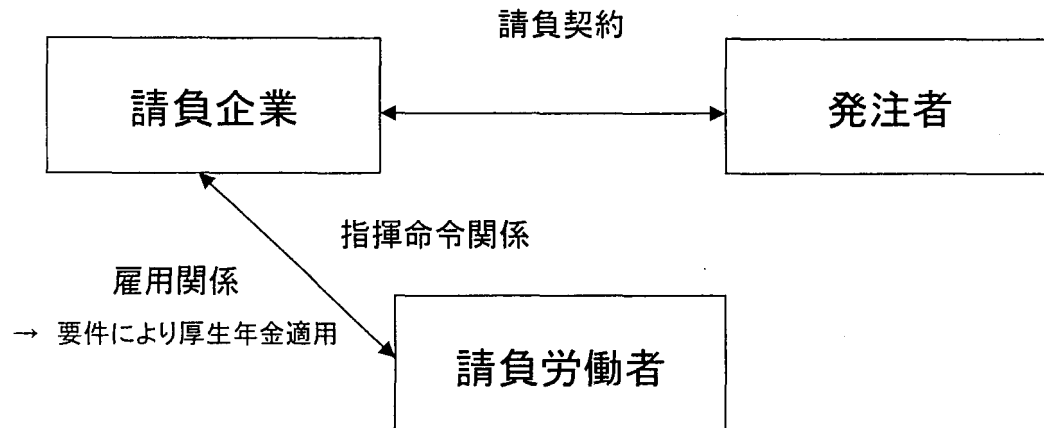 請負契約
請負企業
発注者
指揮命令関係
雇用関係
→ 要件により厚生年金適用
請負労働者